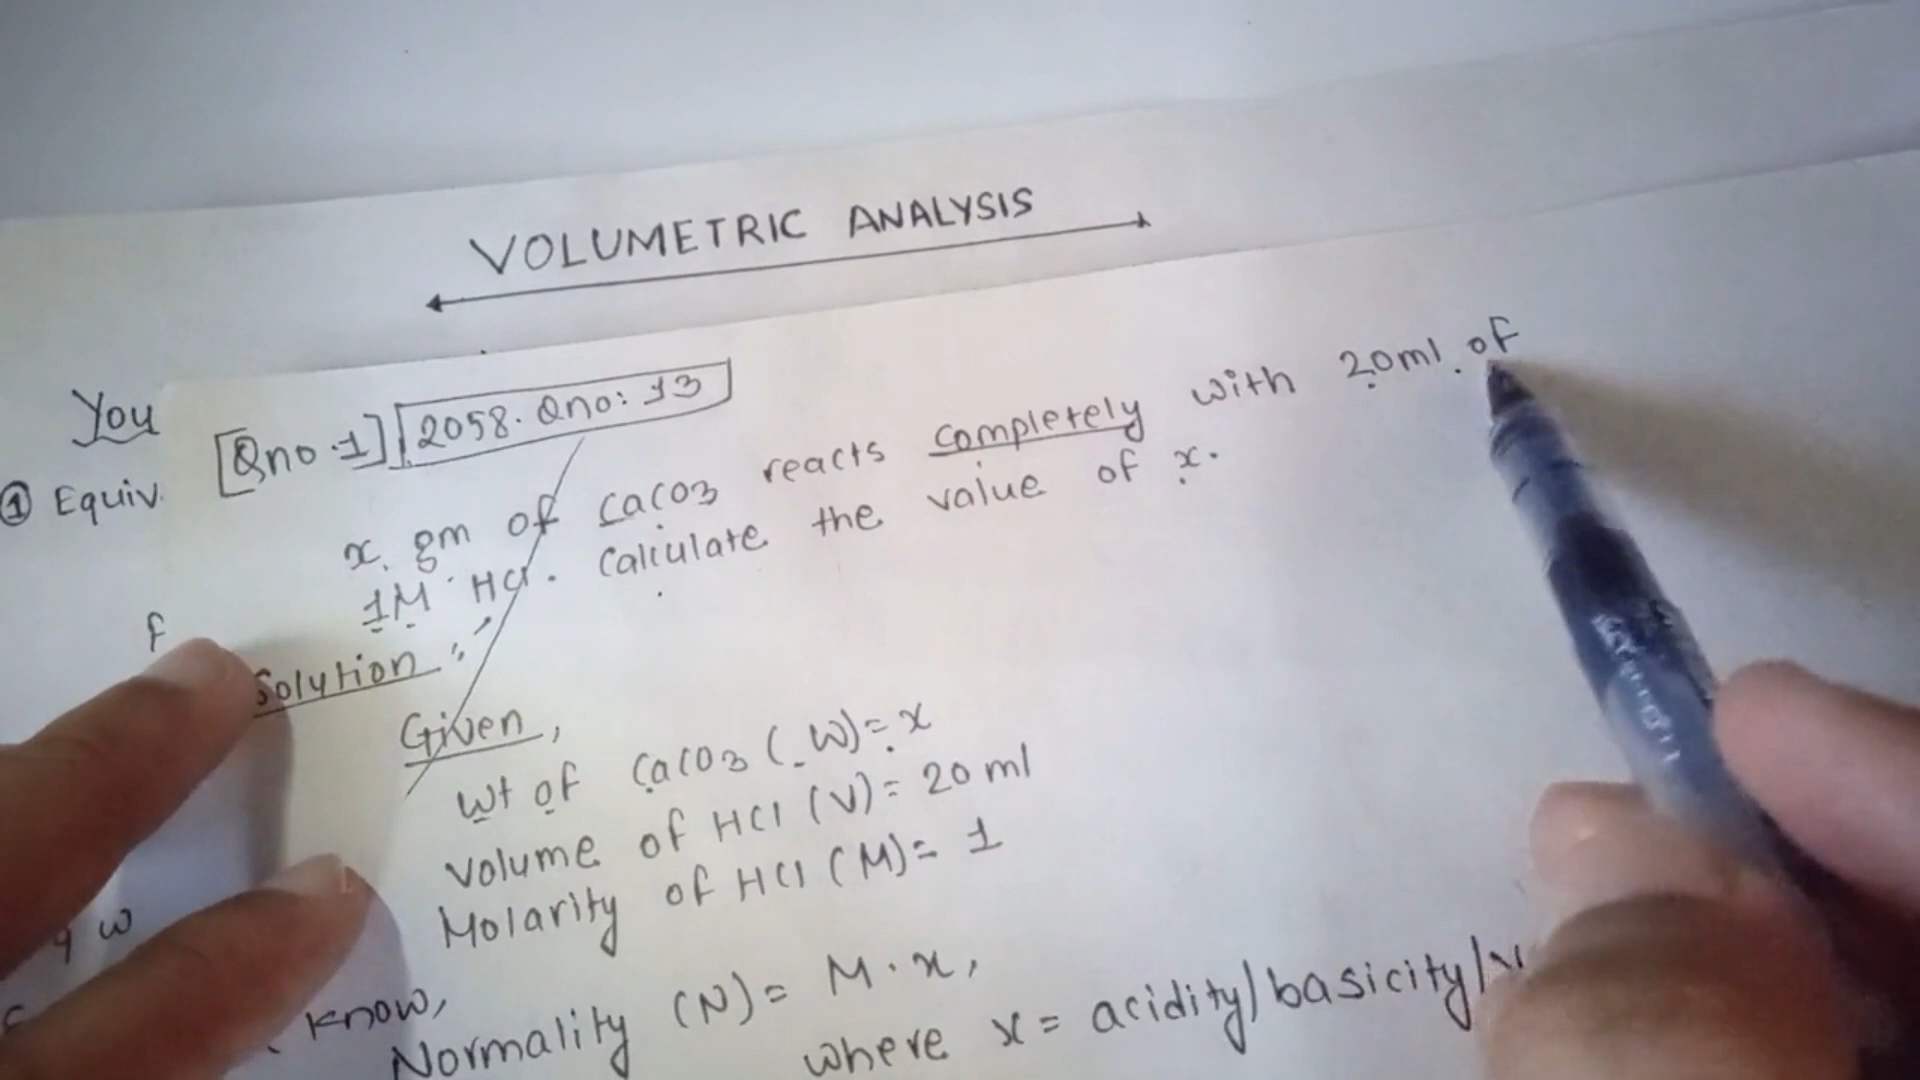 VOLUMETRIC ANALYSIS
You
[Qno.1] 2058. Qno: 13
① Equiv.
x gm of CaCO3 reacts completely with 20ml of
1M HCl. Calculate the value of x.
f
Solution:
Given,
wt of CaCO3 (W) = x
volume of HCl (V) = 20 ml
Molarity of HCl (M) = 1
q w
know,
Normality (N) = M.x,
where x = acidity/basicity/